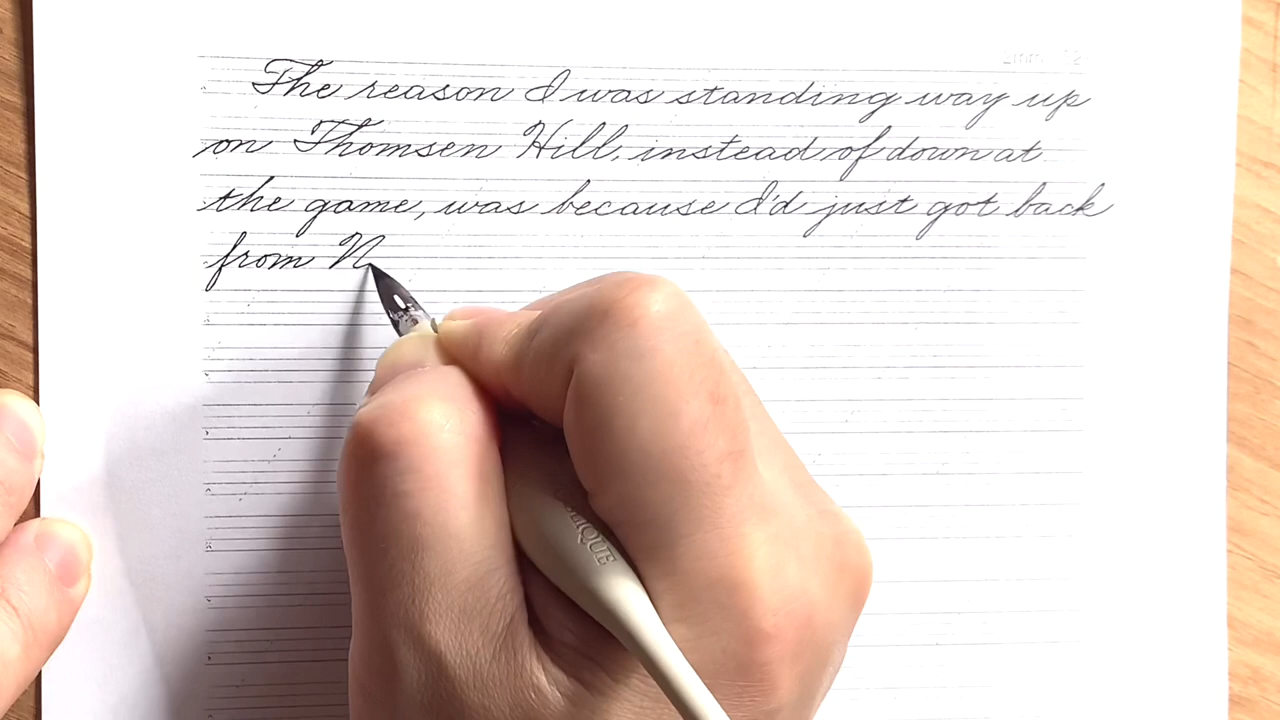 The reason I was standing way up
on Thomsen Hill, instead of down at
the game, was because I'd just got back
from N